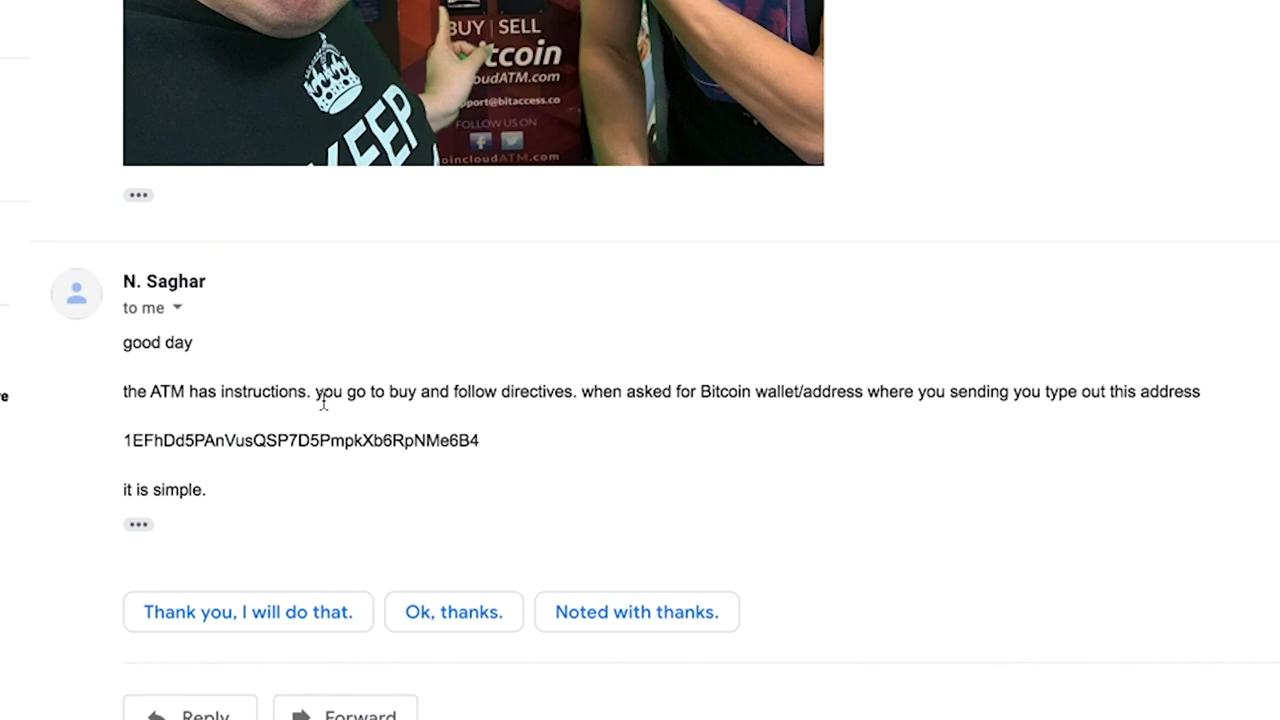 BUY | SELL
itcoin
oudATM.com
pport@bitaccess.co
FOLLOW US ON
oincloudATM.com
KEEP
N. Saghar
to me
good day
the ATM has instructions. you go to buy and follow directives. when asked for Bitcoin wallet/address where you sending you type out this address
1EFhDd5PAnVusQSP7D5PmpkXb6RpNMe6B4
it is simple.
Thank you, I will do that.
Ok, thanks.
Noted with thanks.
Reply
Forward